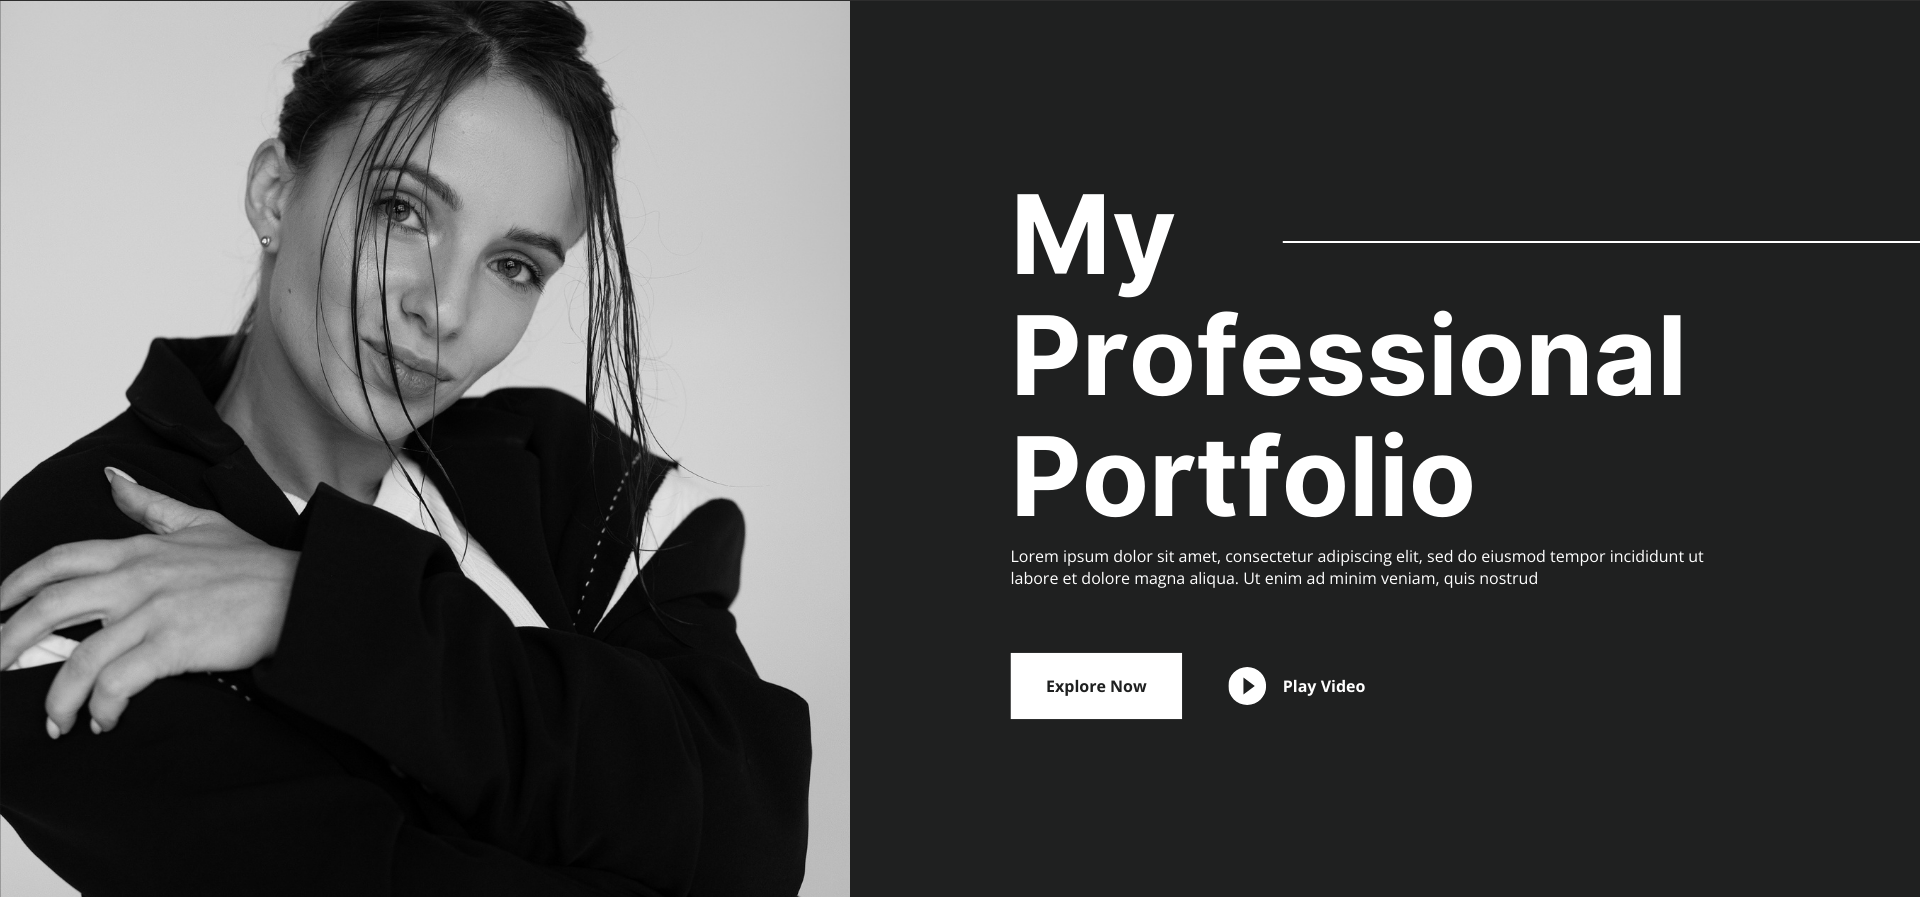 My
Professional
Portfolio
Lorem ipsum dolor sit amet, consectetur adipiscing elit, sed do eiusmod tempor incididunt ut
labore et dolore magna aliqua. Ut enim ad minim veniam, quis nostrud
Explore Now
Play Video